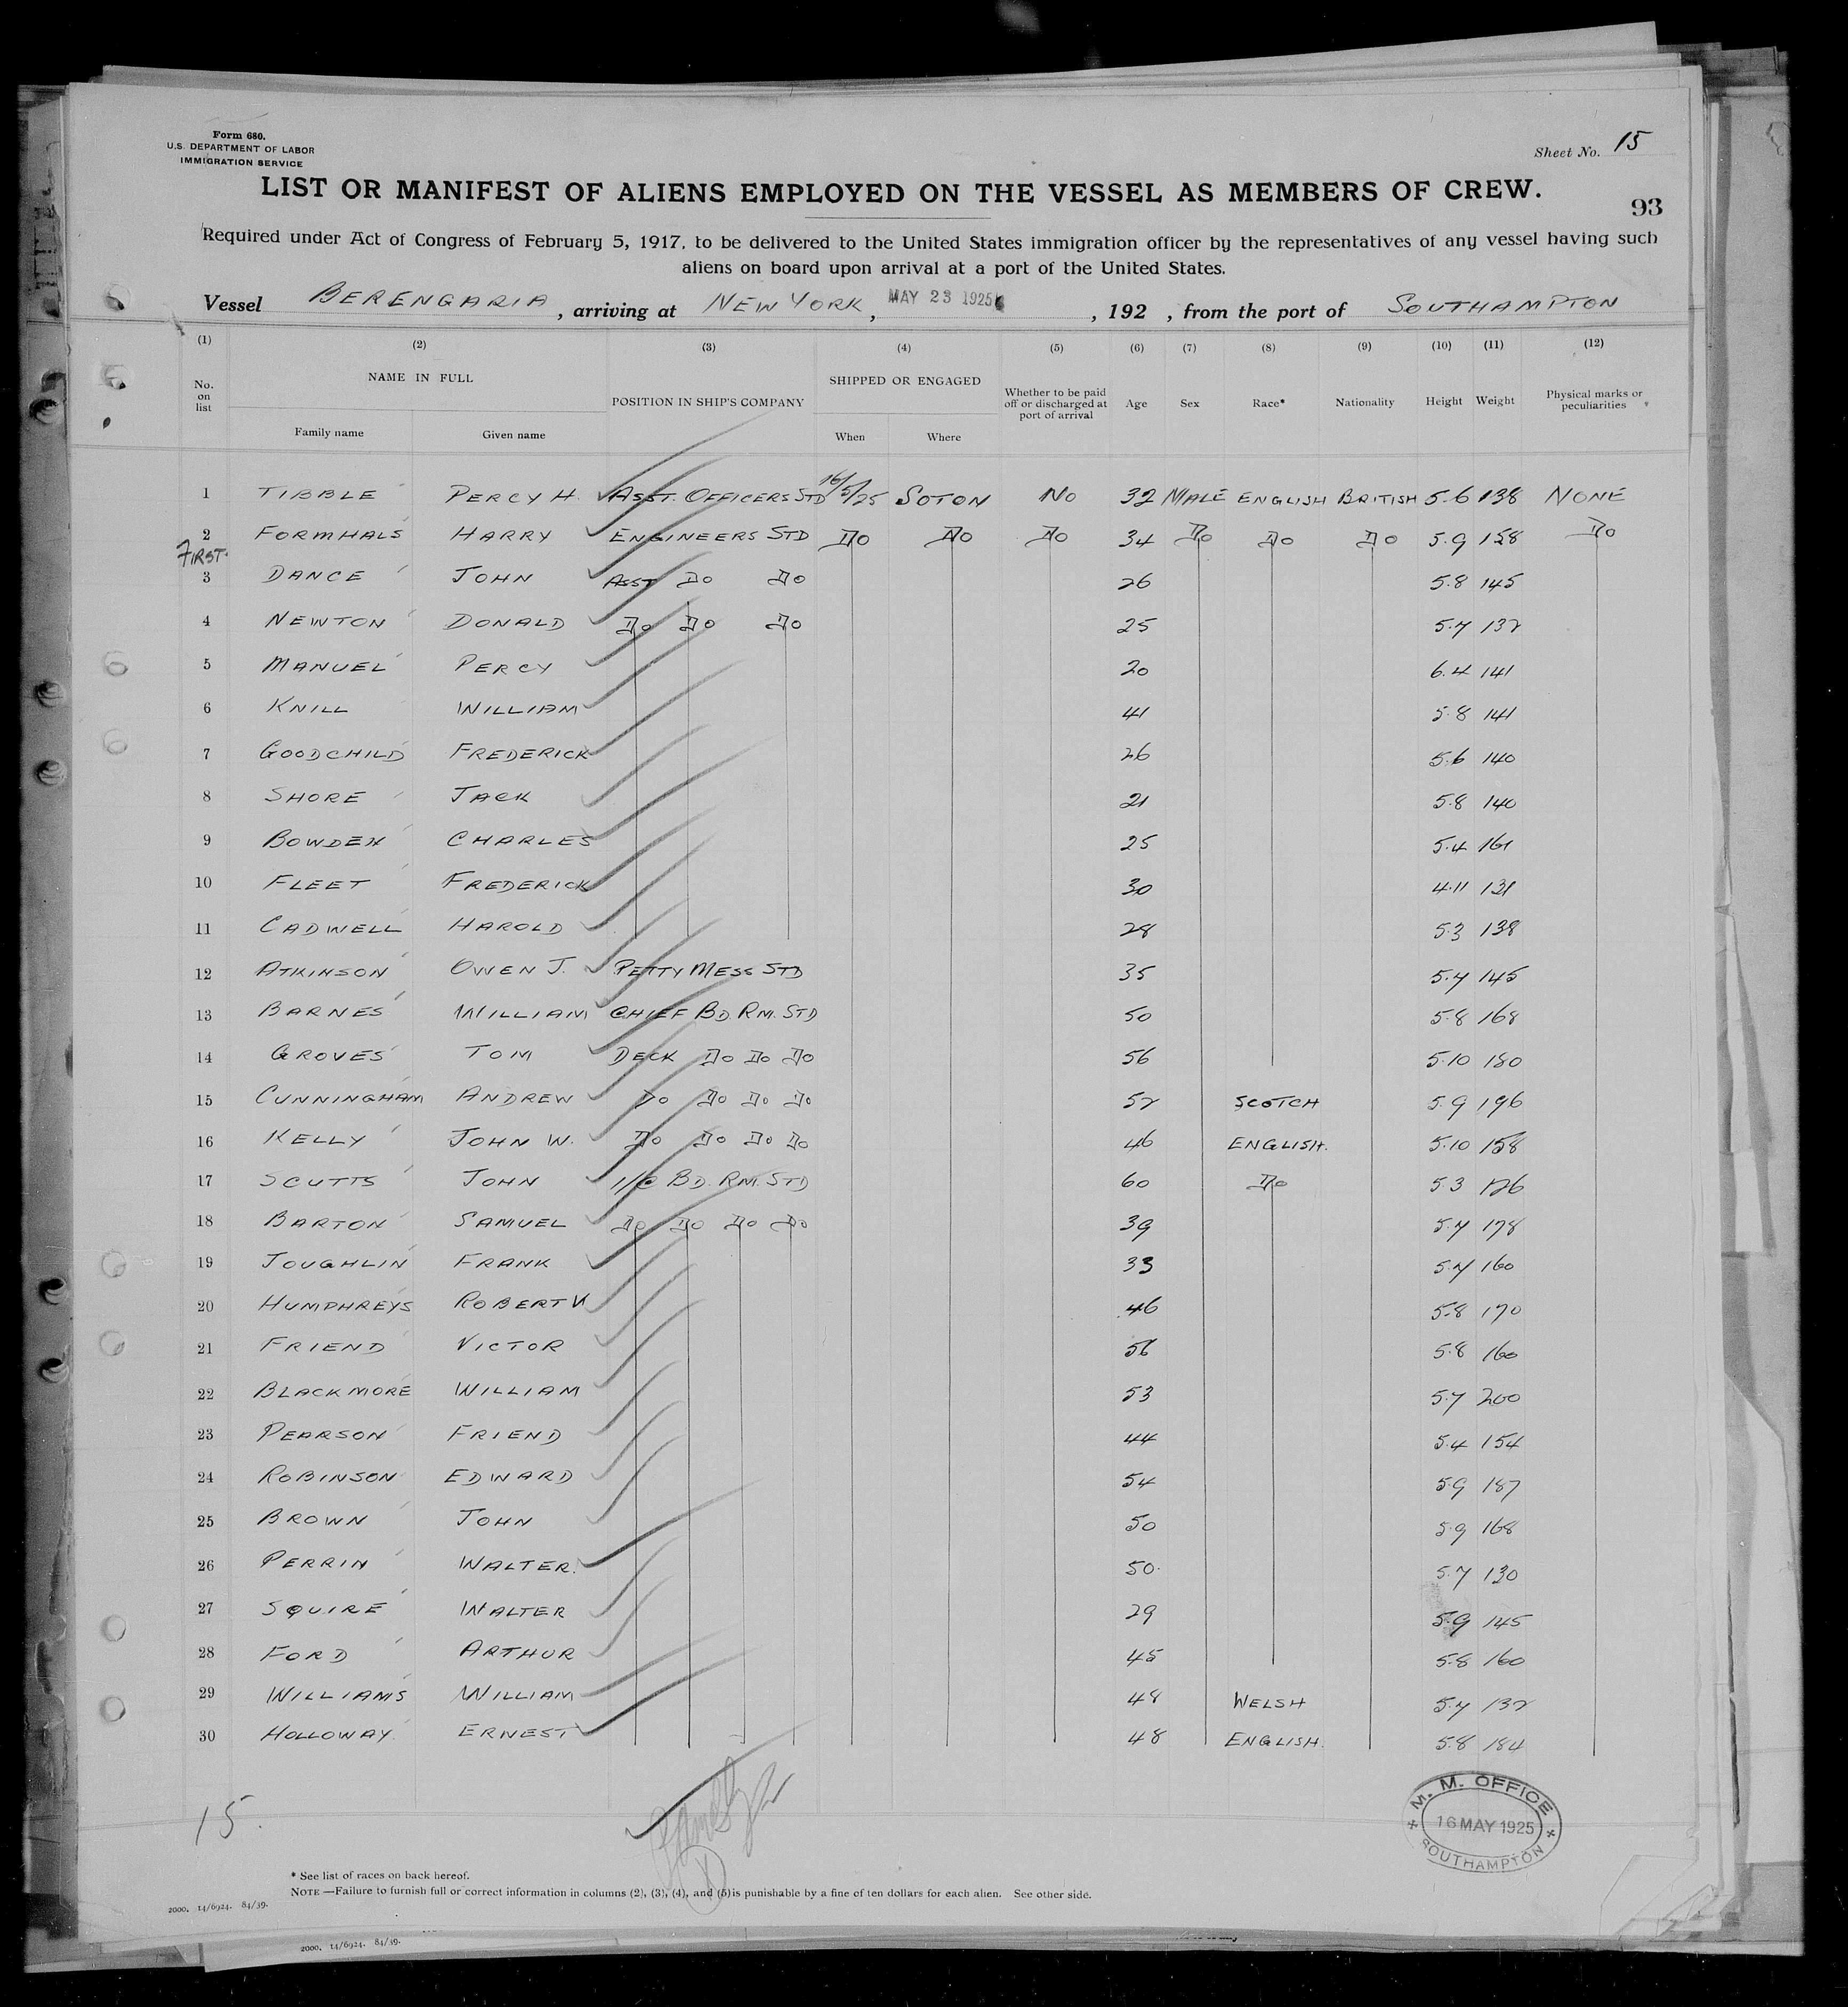 Form 680.
U.S. DEPARTMENT OF LABOR
IMMIGRATION SERVICE
Sheet No. 15
LIST OR MANIFEST OF ALIENS EMPLOYED ON THE VESSEL AS MEMBERS OF CREW.
93
Required under Act of Congress of February 5, 1917, to be delivered to the United States immigration officer by the representatives of any vessel having such
aliens on board upon arrival at a port of the United States.
Vessel BERENGARIA, arriving at NEW YORK, MAY 23 1925, 192 , from the port of SOUTHAMPTON
(1) (2) (3) (4) (5) (6) (7) (8) (9) (10) (11) (12)
No. on list NAME IN FULL Family name Given name POSITION IN SHIP'S COMPANY SHIPPED OR ENGAGED When Where Whether to be paid off or discharged at port of arrival Age Sex Race* Nationality Height Weight Physical marks or peculiarities
1 TIBBLE PERCY H. ASST. OFFICERS STD 16/5/25 SOTON NO 32 MALE ENGLISH BRITISH 5.6 138 NONE
2 FORMHALS HARRY ENGINEERS STD DO DO DO 34 DO DO DO 5.9 158 DO
FIRST.
3 DANCE JOHN ASST DO DO 26 5.8 145
4 NEWTON DONALD DO DO DO 25 5.7 132
5 MANUEL PERCY 20 6.4 141
6 KNILL WILLIAM 41 5.8 141
7 GOODCHILD FREDERICK 26 5.6 140
8 SHORE JACK 21 5.8 140
9 BOWDEN CHARLES 25 5.4 161
10 FLEET FREDERICK 30 4.11 131
11 CADWELL HAROLD 28 5.3 138
12 ATKINSON OWEN J. PETTY MESS STD 35 5.7 145
13 BARNES WILLIAM CHIEF BD. RM. STD 50 5.8 168
14 GROVES TOM DECK DO DO DO 56 5.10 180
15 CUNNINGHAM ANDREW DO DO DO DO 52 SCOTCH 5.9 196
16 KELLY JOHN W. DO DO DO DO 46 ENGLISH. 5.10 158
17 SCUTTS JOHN 1/C BD. RM. STD 60 DO 5.3 126
18 BARTON SAMUEL DO DO DO DO 39 5.7 178
19 JOUGHLIN FRANK 33 5.7 160
20 HUMPHREYS ROBERT V 46 5.8 170
21 FRIEND VICTOR 56 5.8 160
22 BLACKMORE WILLIAM 53 5.7 200
23 PEARSON FRIEND 44 5.4 154
24 ROBINSON EDWARD 54 5.9 187
25 BROWN JOHN 50 5.9 168
26 PERRIN WALTER. 50. 5.7 130
27 SQUIRE WALTER 29 5.9 145
28 FORD ARTHUR 45 5.8 160
29 WILLIAMS WILLIAM 48 WELSH 5.7 132
30 HOLLOWAY ERNEST 48 ENGLISH. 5.8 184
15.
M. M. OFFICE
16 MAY 1925
SOUTHAMPTON
* See list of races on back hereof.
NOTE—Failure to furnish full or correct information in columns (2), (3), (4), and (5) is punishable by a fine of ten dollars for each alien. See other side.
2000. 14/6924. 84/39.
2000. 14/6924. 84/39.